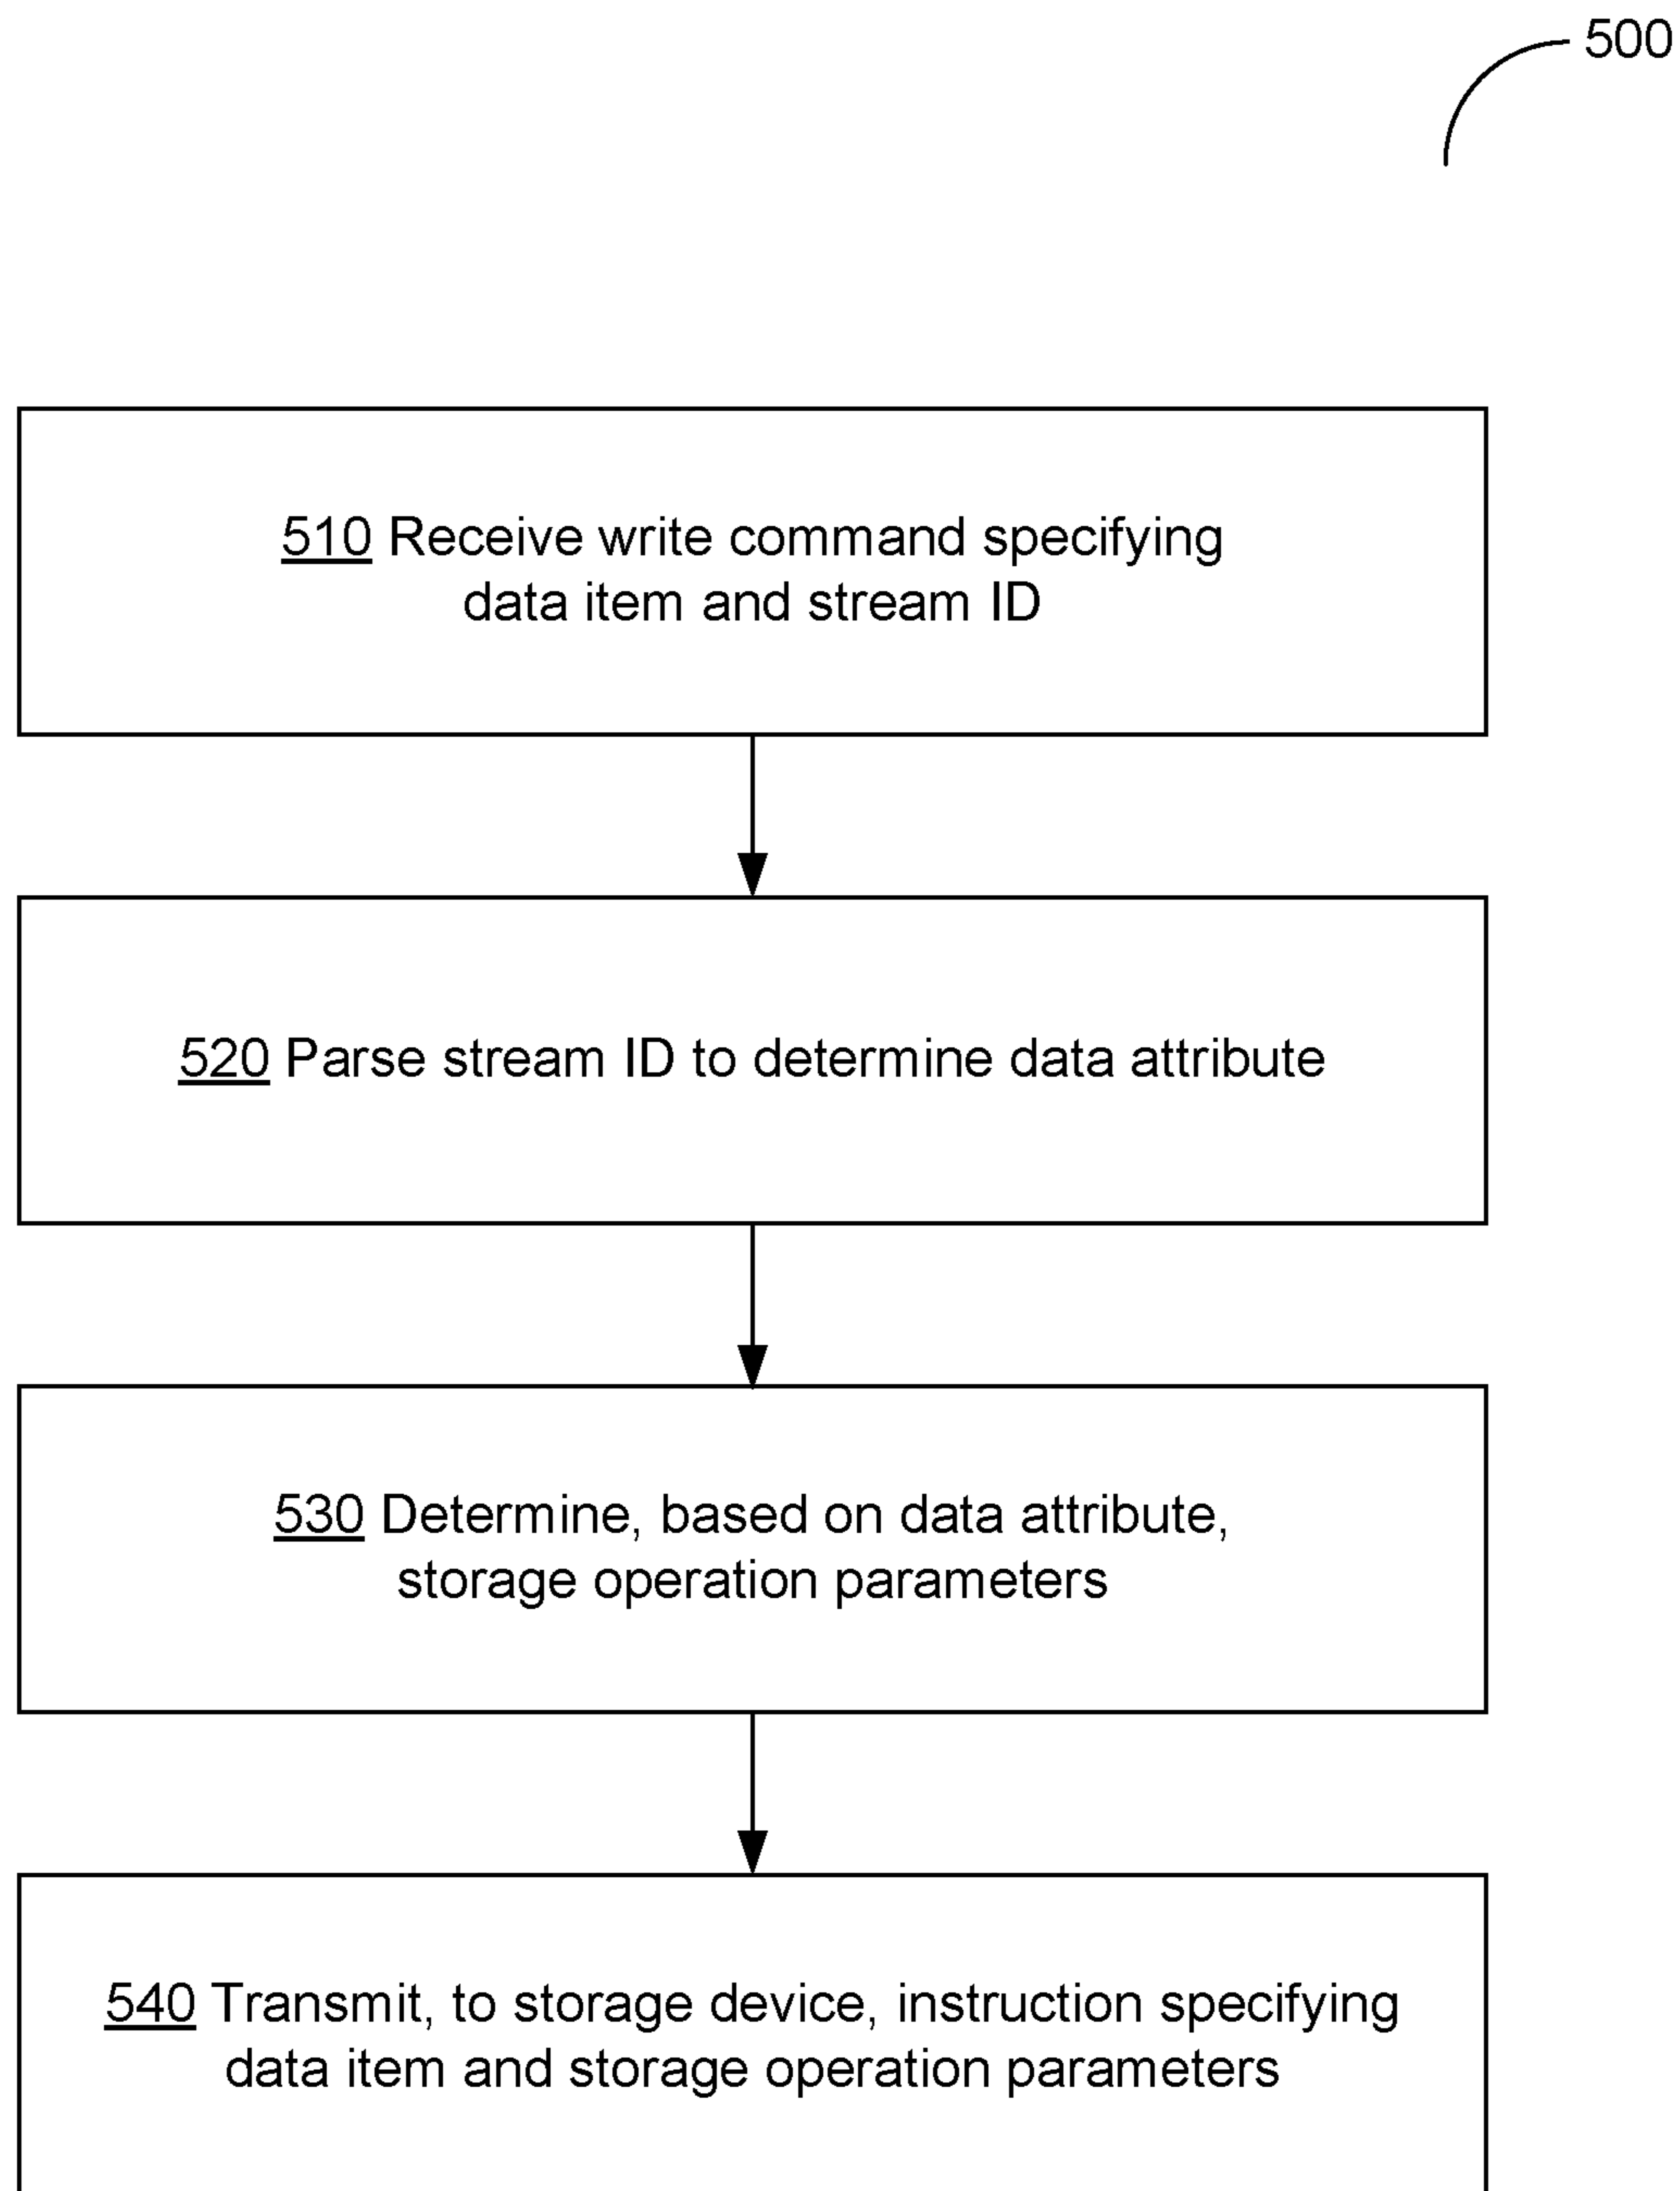 500
510 Receive write command specifying
data item and stream ID
520 Parse stream ID to determine data attribute
530 Determine, based on data attribute,
storage operation parameters
540 Transmit, to storage device, instruction specifying
data item and storage operation parameters